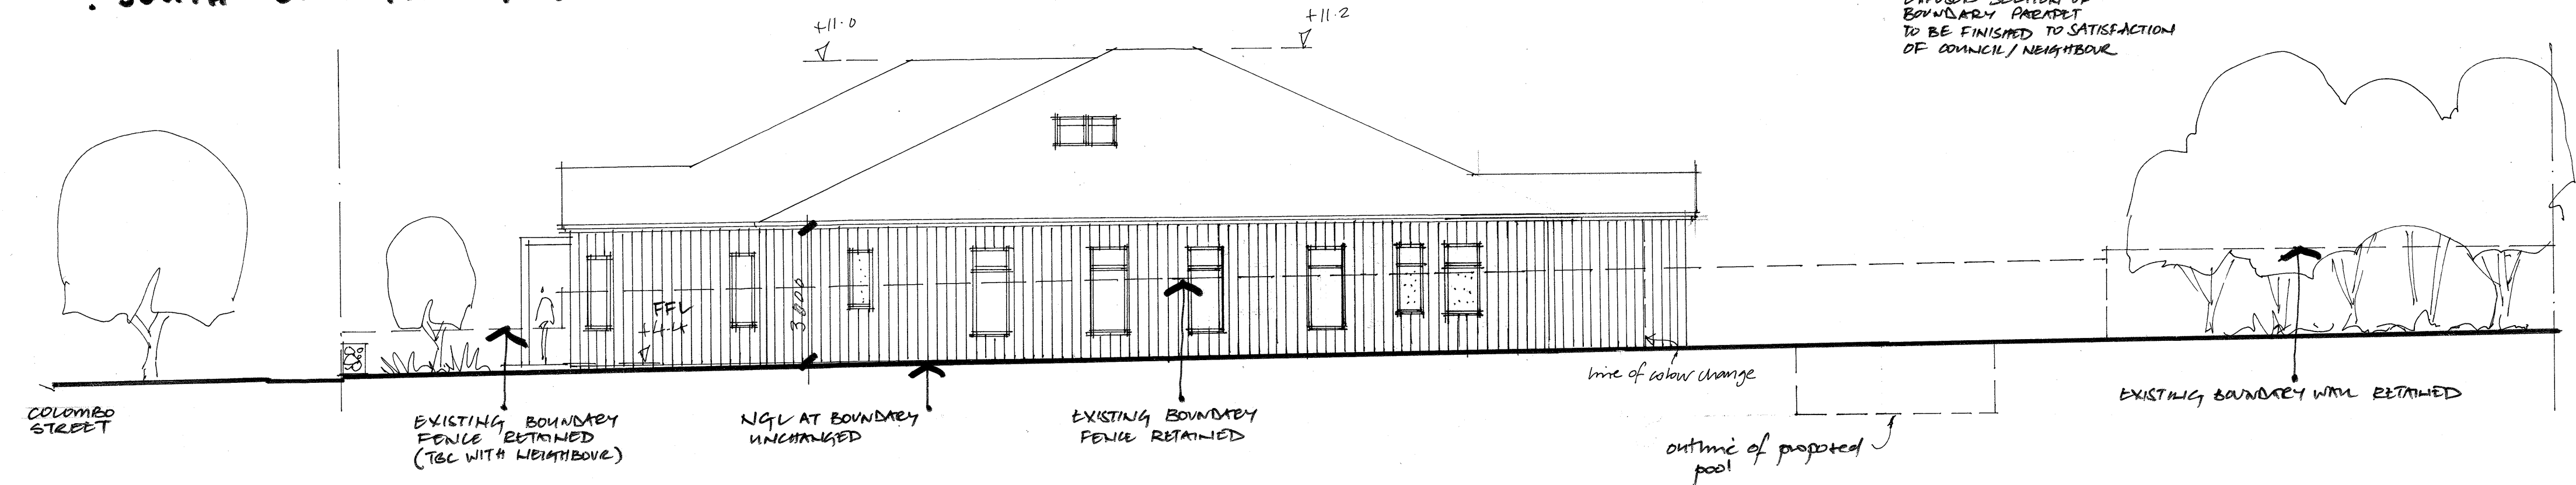 +11.0
+11.2
BOUNDARY PARAPET
TO BE FINISHED TO SATISFACTION
OF COUNCIL/NEIGHBOUR
3000
FFL
+4.4
COLOMBO
STREET
EXISTING BOUNDARY
FENCE RETAINED
(TBC WITH NEIGHBOUR)
NGL AT BOUNDARY
UNCHANGED
EXISTING BOUNDARY
FENCE RETAINED
line of colour change
outline of proposed
pool
EXISTING BOUNDARY WALL RETAINED